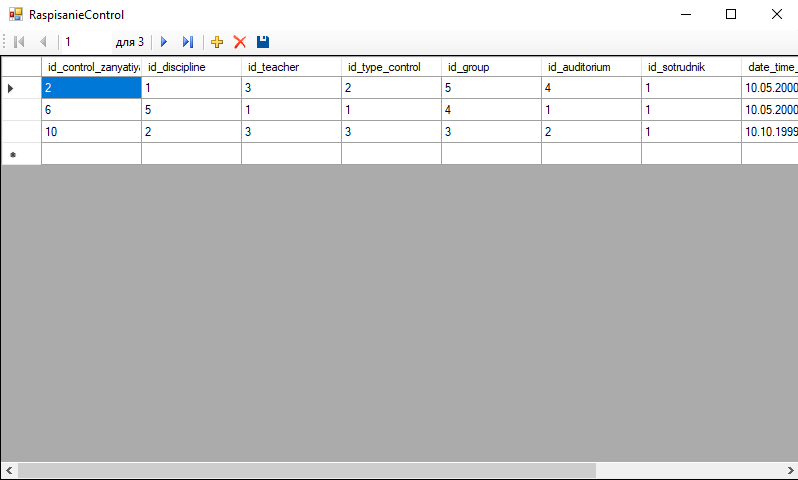 RaspisanieControl
1 для 3
id_control_zanyatiya id_discipline id_teacher id_type_control id_group id_auditorium id_sotrudnik date_time_
2 1 3 2 5 4 1 10.05.2000
6 5 1 1 4 1 1 10.05.2000
10 2 3 3 3 2 1 10.10.1999